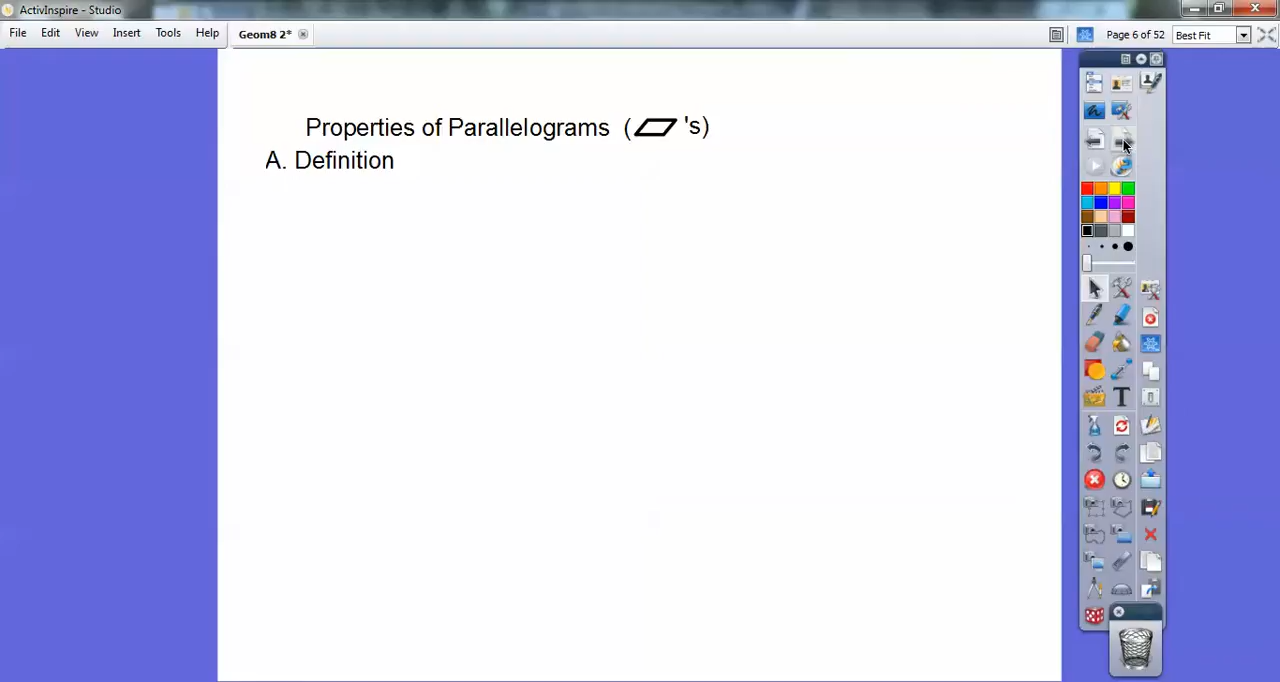 ActivInspire - Studio
File Edit View Insert Tools Help Geom8 2* Page 6 of 52 Best Fit
Properties of Parallelograms ( 's)
A. Definition
T